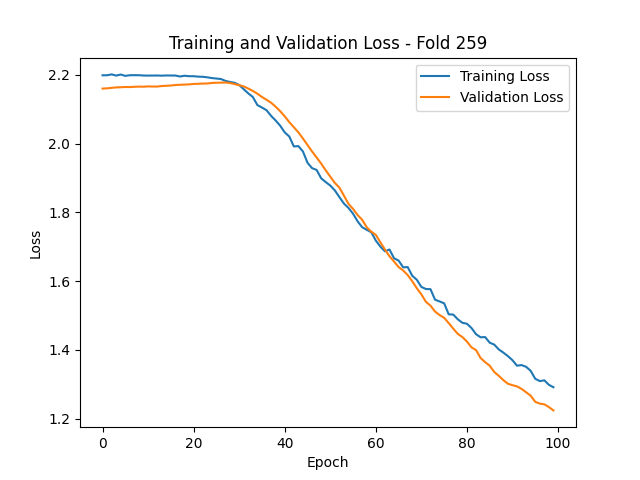 Training and Validation Loss - Fold 259
Training Loss
Validation Loss
2.2
2.0
1.8
1.6
1.4
1.2
Loss
0 20 40 60 80 100
Epoch